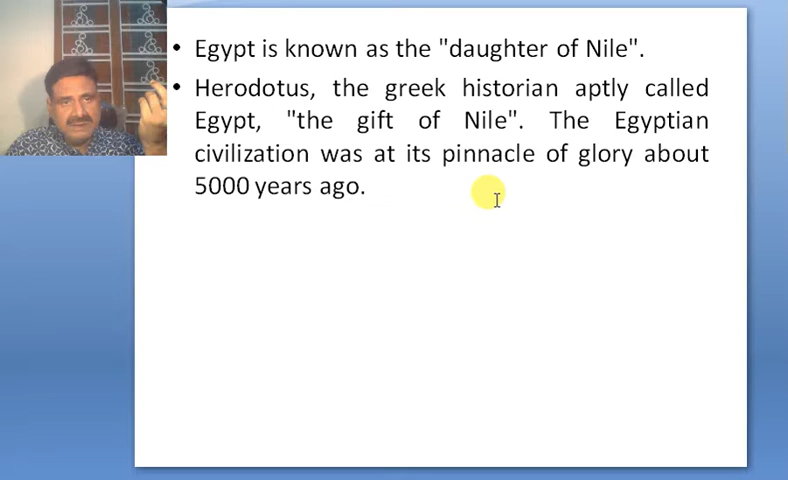 • Egypt is known as the "daughter of Nile".
• Herodotus, the greek historian aptly called
Egypt, "the gift of Nile". The Egyptian
civilization was at its pinnacle of glory about
5000 years ago.